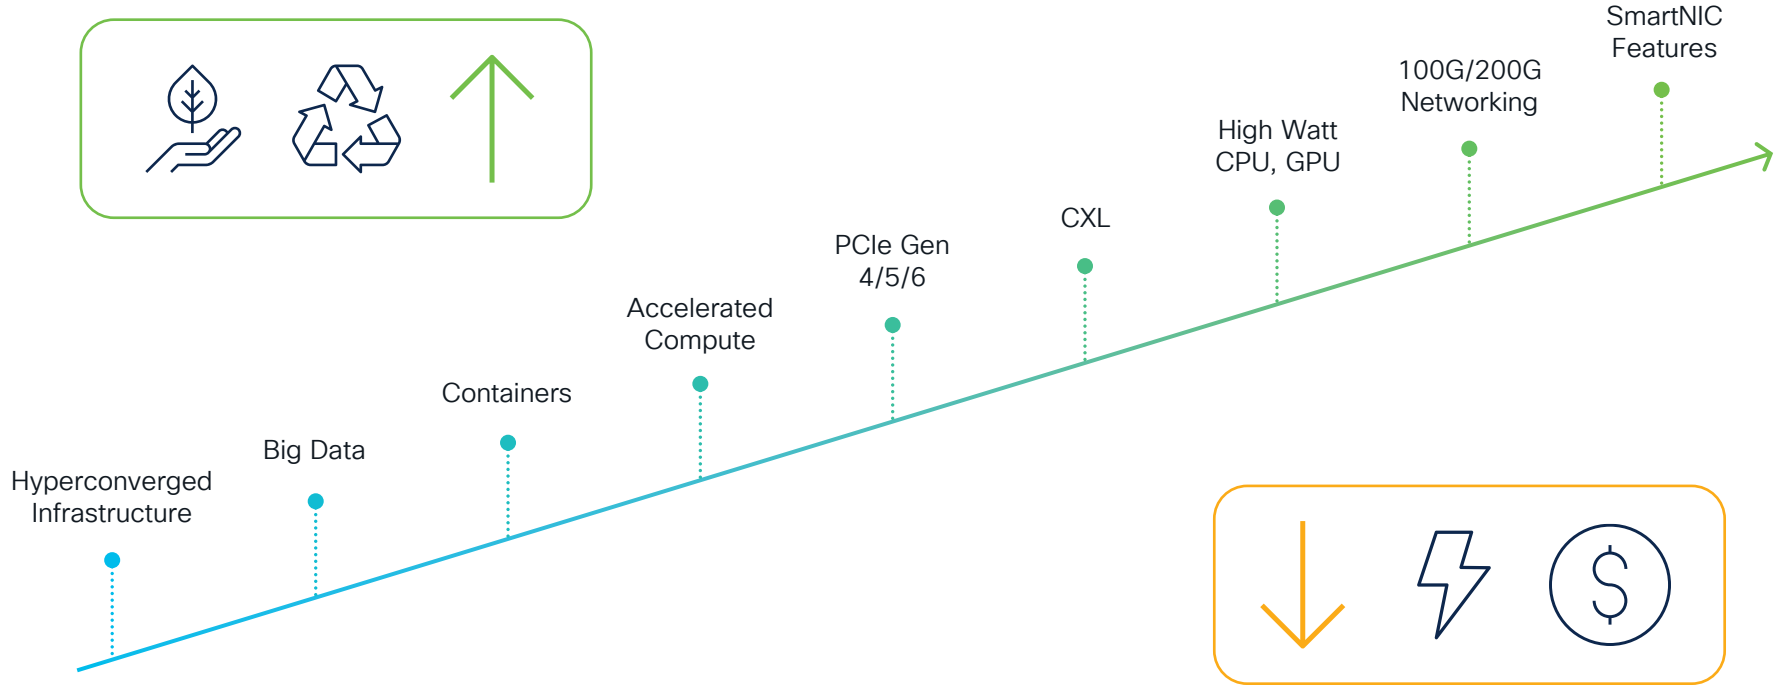 Hyperconverged
Infrastructure
Big Data
Containers
Accelerated
Compute
PCIe Gen
4/5/6
CXL
High Watt
CPU, GPU
100G/200G
Networking
SmartNIC
Features
$